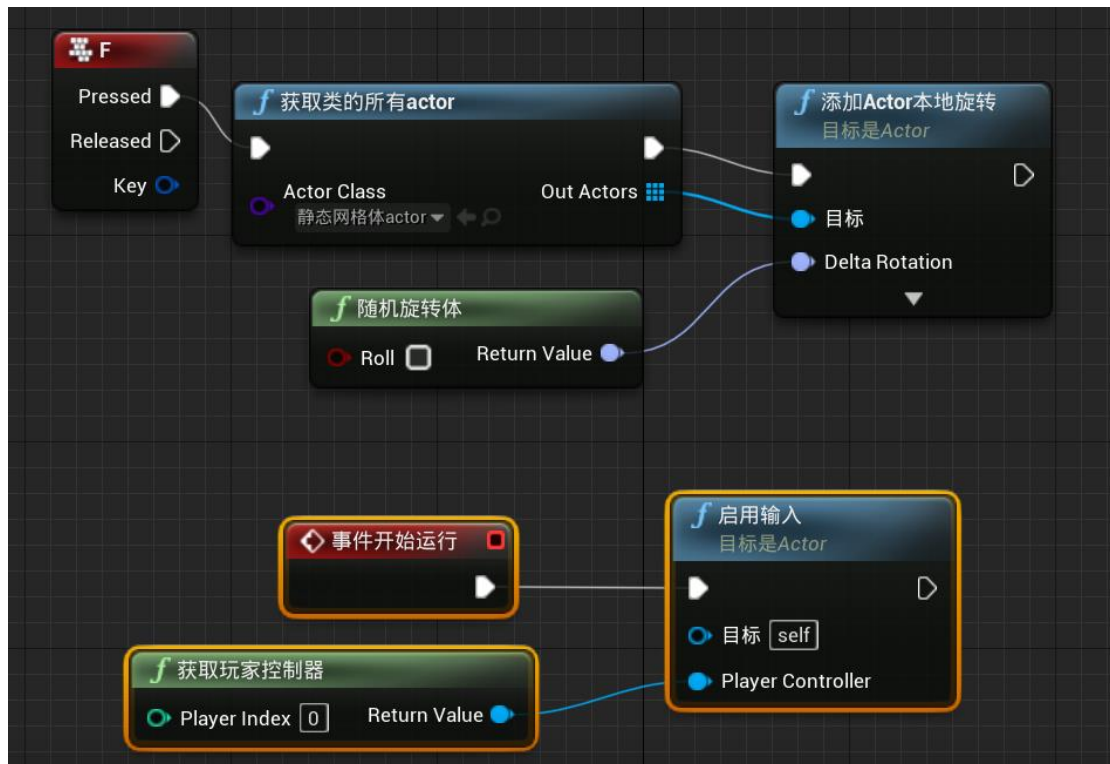 F
Pressed
Released
Key
获取类的所有actor
Actor Class
静态网格体actor
Out Actors
添加Actor本地旋转
目标是Actor
目标
Delta Rotation
随机旋转体
Roll
Return Value
事件开始运行
启用输入
目标是Actor
目标 self
Player Controller
获取玩家控制器
Player Index 0
Return Value